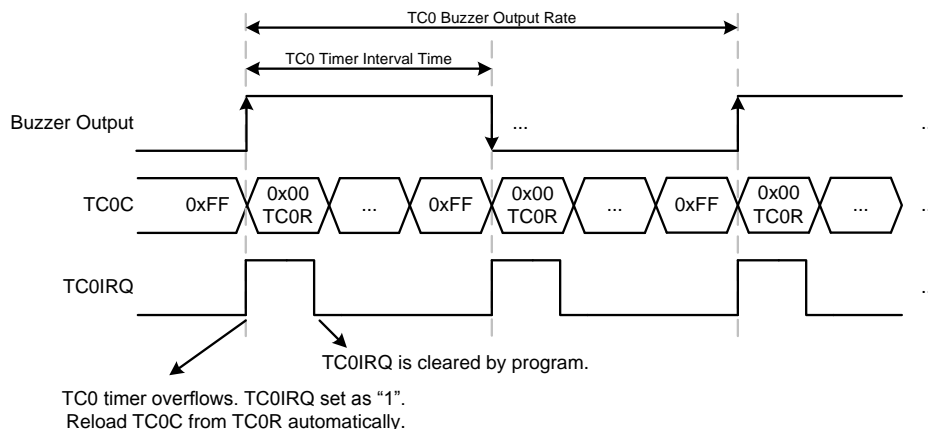 TC0 Buzzer Output Rate
TC0 Timer Interval Time
Buzzer Output
...
..
TC0C
0xFF
0x00
TC0R
...
0xFF
0x00
TC0R
...
0xFF
0x00
TC0R
...
..
TC0IRQ
..
TC0IRQ is cleared by program.
TC0 timer overflows. TC0IRQ set as “1”.
Reload TC0C from TC0R automatically.